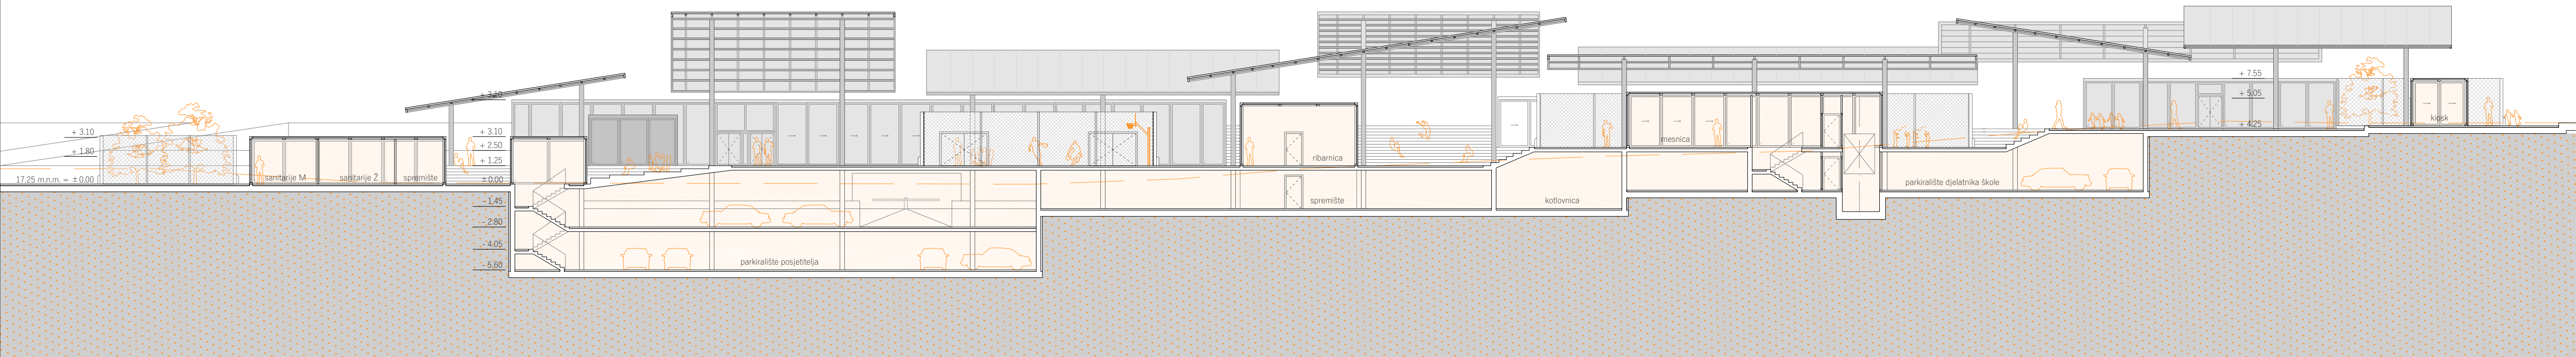 + 3.10
+ 1.80
17.25 m.n.m. = ±0.00
sanitarije M
sanitarije Ž
spremište
+ 3.10
+ 3.10
+ 2.50
+ 1.25
±0.00
- 1.45
- 2.80
- 4.05
- 5.60
parkiralište posjetitelja
ribarnica
spremište
kotlovnica
mesnica
parkiralište djelatnika škole
+ 7.55
+ 5.05
+ 4.25
kiosk